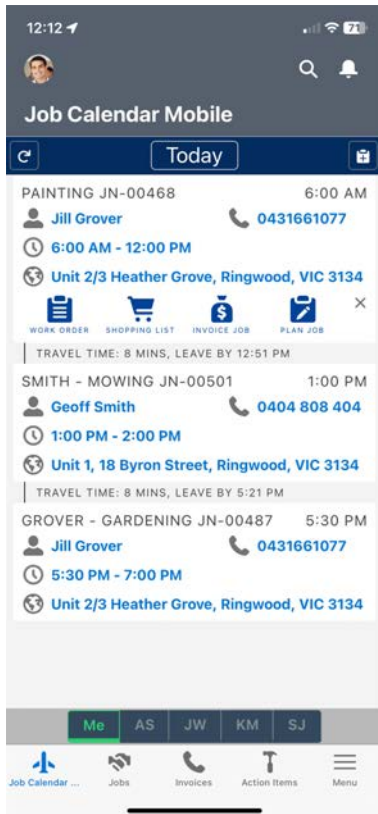 12:12
71
Job Calendar Mobile
Today
PAINTING JN-00468 6:00 AM
Jill Grover 0431661077
6:00 AM - 12:00 PM
Unit 2/3 Heather Grove, Ringwood, VIC 3134
WORK ORDER SHOPPING LIST INVOICE JOB PLAN JOB
TRAVEL TIME: 8 MINS, LEAVE BY 12:51 PM
SMITH - MOWING JN-00501 1:00 PM
Geoff Smith 0404 808 404
1:00 PM - 2:00 PM
Unit 1, 18 Byron Street, Ringwood, VIC 3134
TRAVEL TIME: 8 MINS, LEAVE BY 5:21 PM
GROVER - GARDENING JN-00487 5:30 PM
Jill Grover 0431661077
5:30 PM - 7:00 PM
Unit 2/3 Heather Grove, Ringwood, VIC 3134
Me AS JW KM SJ
Job Calendar ... Jobs Invoices Action Items Menu